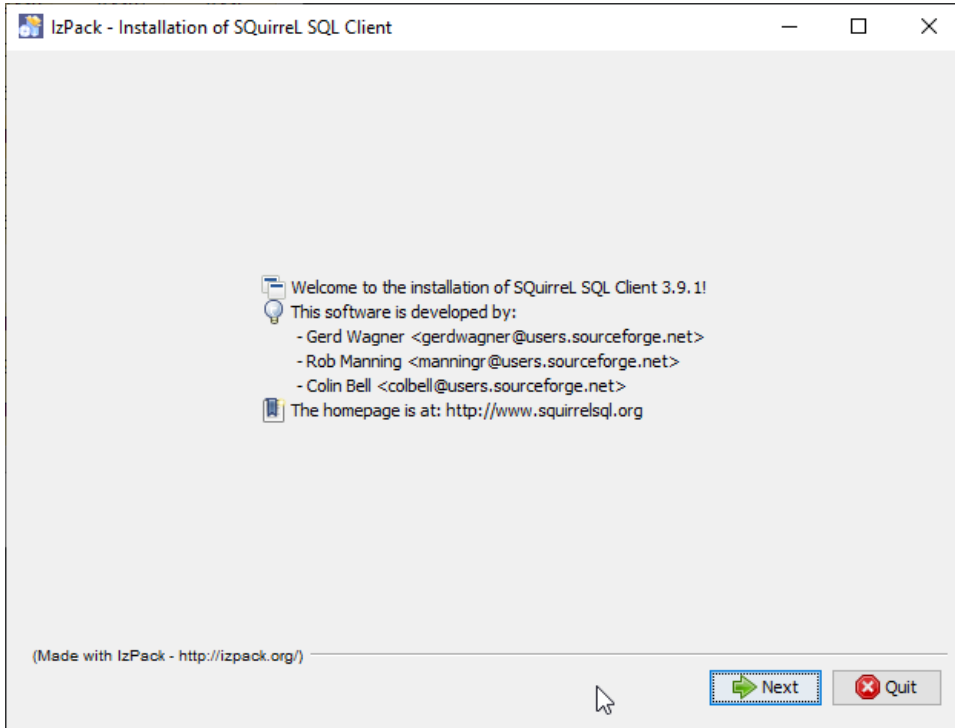 IzPack - Installation of SQuirreL SQL Client
Welcome to the installation of SQuirreL SQL Client 3.9.1!
This software is developed by:
- Gerd Wagner <gerdwagner@users.sourceforge.net>
- Rob Manning <manningr@users.sourceforge.net>
- Colin Bell <colbell@users.sourceforge.net>
The homepage is at: http://www.squirrelsql.org
(Made with IzPack - http://izpack.org/)
Next
Quit